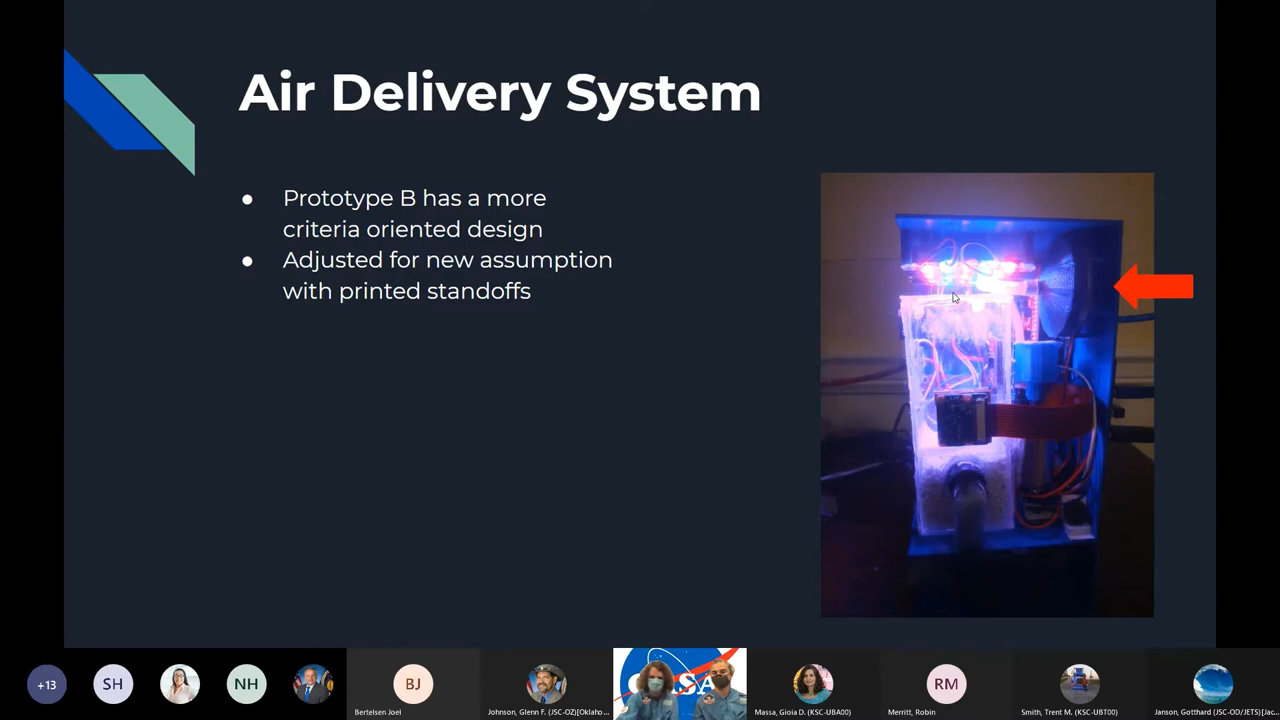 Air Delivery System
● Prototype B has a more
criteria oriented design
● Adjusted for new assumption
with printed standoffs
+13
SH
NH
BJ
RM
Bertelsen Joel
Johnson, Glenn F. (JSC-OZ)[Oklaho...
Massa, Gioia D. (KSC-UBA00)
Merritt, Robin
Smith, Trent M. (KSC-UBT00)
Janson, Gotthard (JSC-OD/JETS)[Jac...